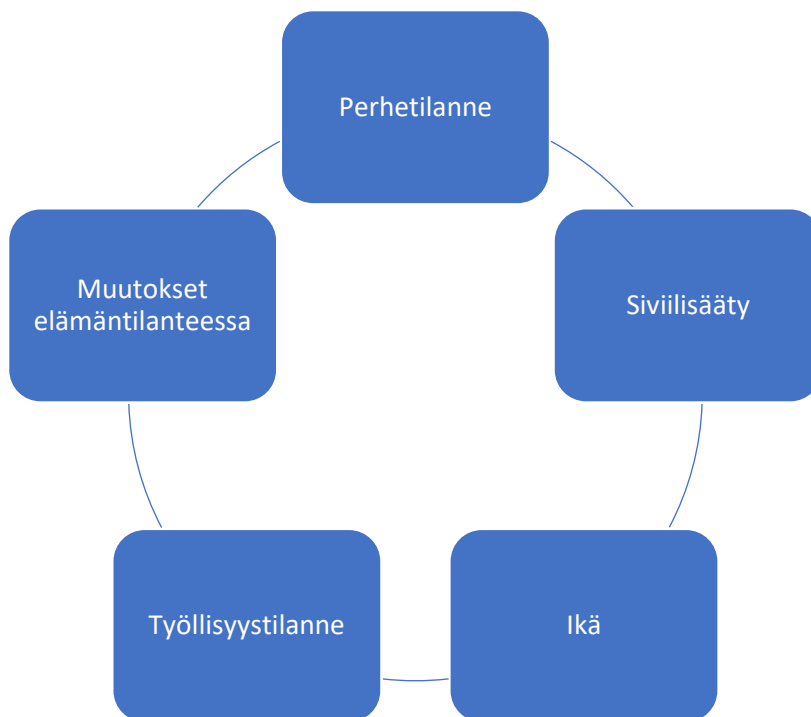 Perhetilanne
Siviilisääty
Ikä
Työllisyystilanne
Muutokset
elämäntilanteessa